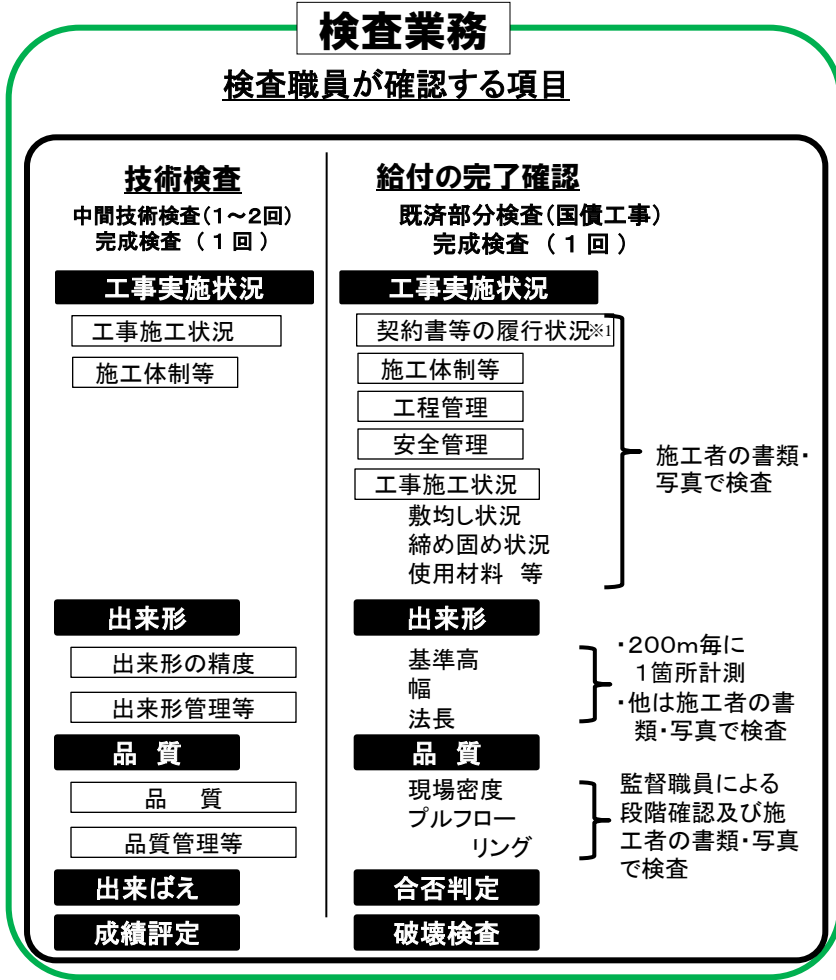 検査業務
検査職員が確認する項目
技術検査
中間技術検査(1～2回)
完成検査 ( 1 回 )
工事実施状況
工事施工状況
施工体制等
出来形
出来形の精度
出来形管理等
品 質
品 質
品質管理等
出来ばえ
成績評定
給付の完了確認
既済部分検査(国債工事)
完成検査 ( 1 回 )
工事実施状況
契約書等の履行状況※1
施工体制等
工程管理
安全管理
工事施工状況
敷均し状況
締め固め状況
使用材料 等
施工者の書類・
写真で検査
出来形
基準高
幅
法長
・200m毎に
1箇所計測
・他は施工者の書
類・写真で検査
品 質
現場密度
プルフロー
リング
監督職員による
段階確認及び施
工者の書類・写真
で検査
合否判定
破壊検査